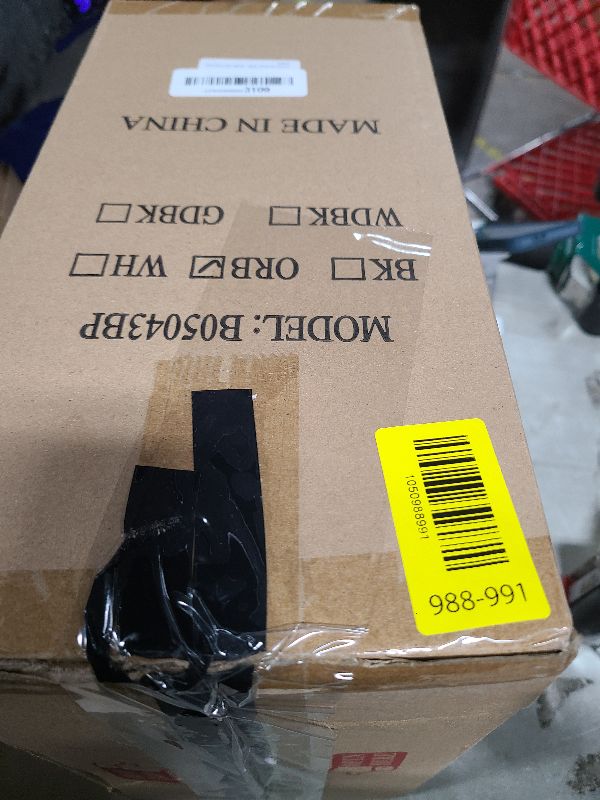 MODEL: B05043BP
BK☐ ORB☑ WH☐
WDBK☐ GDBK☐
MADE IN CHINA
1050988991
988-991